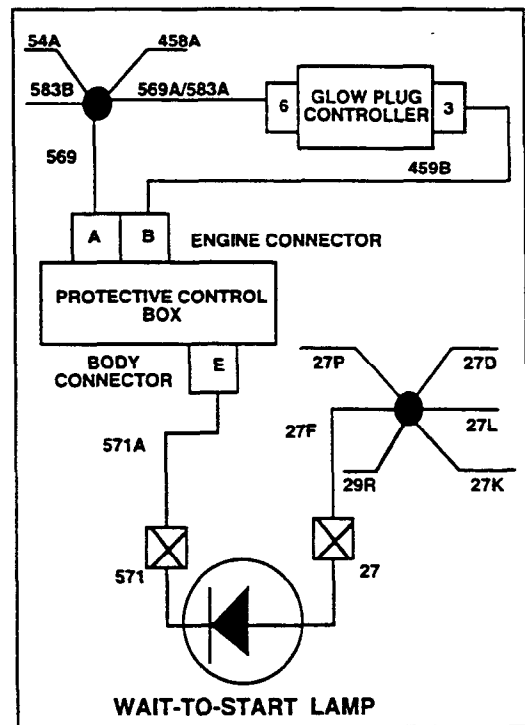 54A
458A
583B
569A/583A
6
GLOW PLUG
CONTROLLER
3
569
459B
A
B
ENGINE CONNECTOR
PROTECTIVE CONTROL
BOX
BODY
CONNECTOR
E
27P
27D
571A
27F
27L
29R
27K
571
27
WAIT-TO-START LAMP